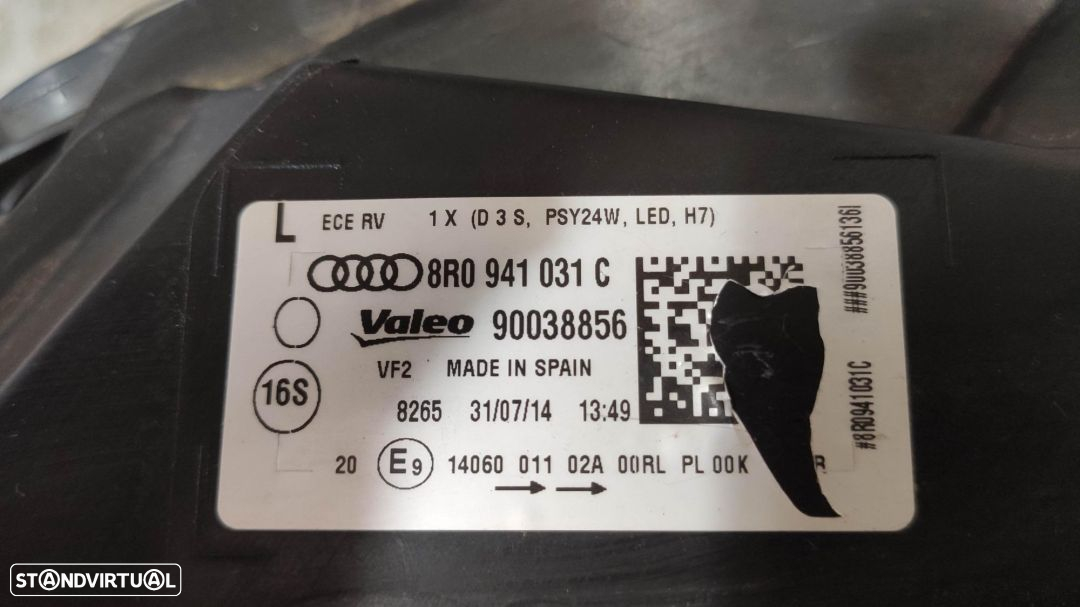 L ECE RV 1 X (D 3 S, PSY24W, LED, H7)
8R0 941 031 C
Valeo 90038856
VF2 MADE IN SPAIN
16S
8265 31/07/14 13:49
20 E9 14060 011 02A 00RL PL 00K R
###900388561361
#8R0941031C
STANDVIRTUAL